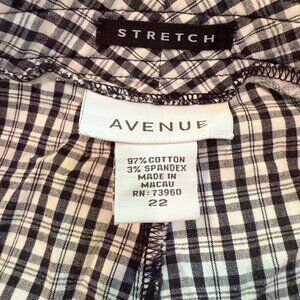 STRETCH
AVENUE
97% COTTON
3% SPANDEX
MADE IN
MACAU
RN: 73960
22